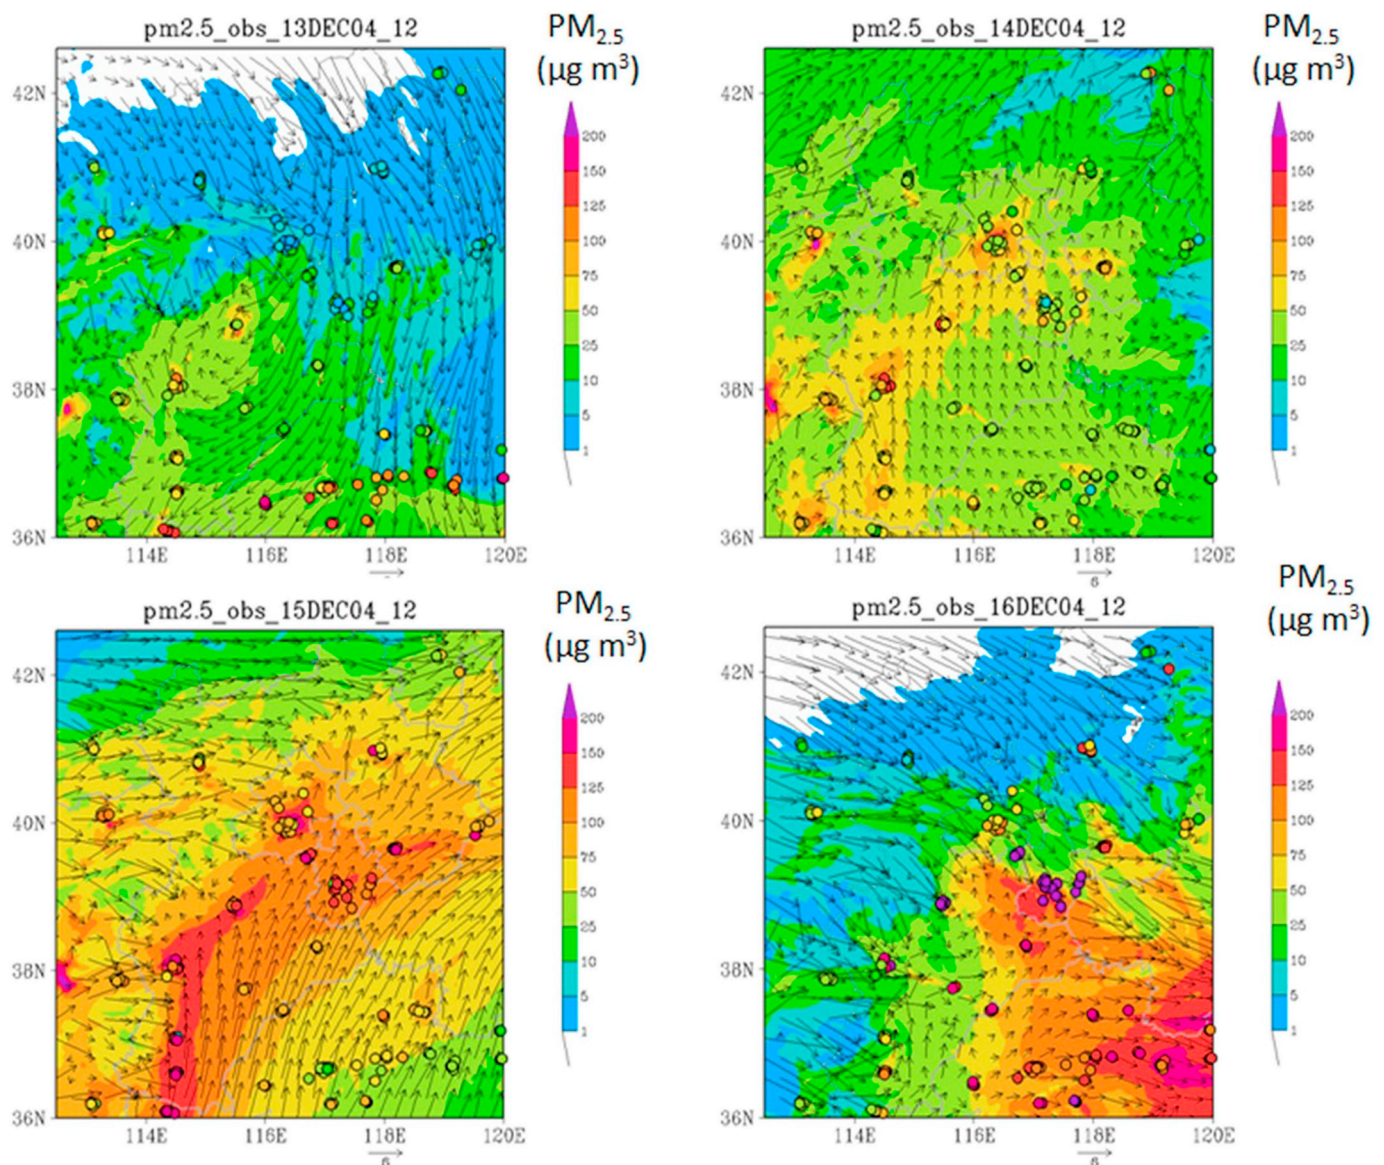 pm2.5_obs_13DEC04_12
PM2.5
(μg m3)
42N
40N
38N
36N
114E
116E
118E
120E
200
150
125
100
75
50
25
10
5
1
pm2.5_obs_14DEC04_12
PM2.5
(μg m3)
42N
40N
38N
36N
114E
116E
118E
120E
6
200
150
125
100
75
50
25
10
5
1
pm2.5_obs_15DEC04_12
PM2.5
(μg m3)
42N
40N
38N
36N
114E
116E
118E
120E
6
200
150
125
100
75
50
25
10
5
1
pm2.5_obs_16DEC04_12
PM2.5
(μg m3)
42N
40N
38N
36N
114E
116E
118E
120E
6
200
150
125
100
75
50
25
10
5
1